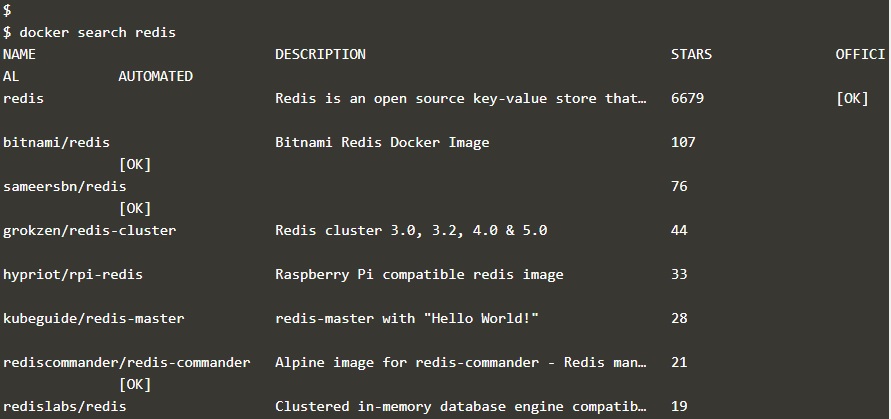 $
$ docker search redis
NAME                             DESCRIPTION                                     STARS               OFFICI
AL            AUTOMATED
redis                            Redis is an open source key-value store that…   6679                [OK]
bitnami/redis                    Bitnami Redis Docker Image                      107
              [OK]
sameersbn/redis                                                                  76
              [OK]
grokzen/redis-cluster            Redis cluster 3.0, 3.2, 4.0 & 5.0               44
hypriot/rpi-redis                Raspberry Pi compatible redis image             33
kubeguide/redis-master           redis-master with "Hello World!"                28
rediscommander/redis-commander   Alpine image for redis-commander - Redis man…   21
              [OK]
redislabs/redis                  Clustered in-memory database engine compatib…   19